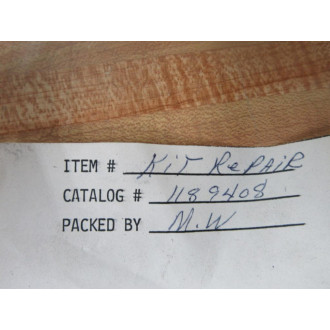 ITEM # KiT RePAiR
CATALOG # 1189408
PACKED BY M.W